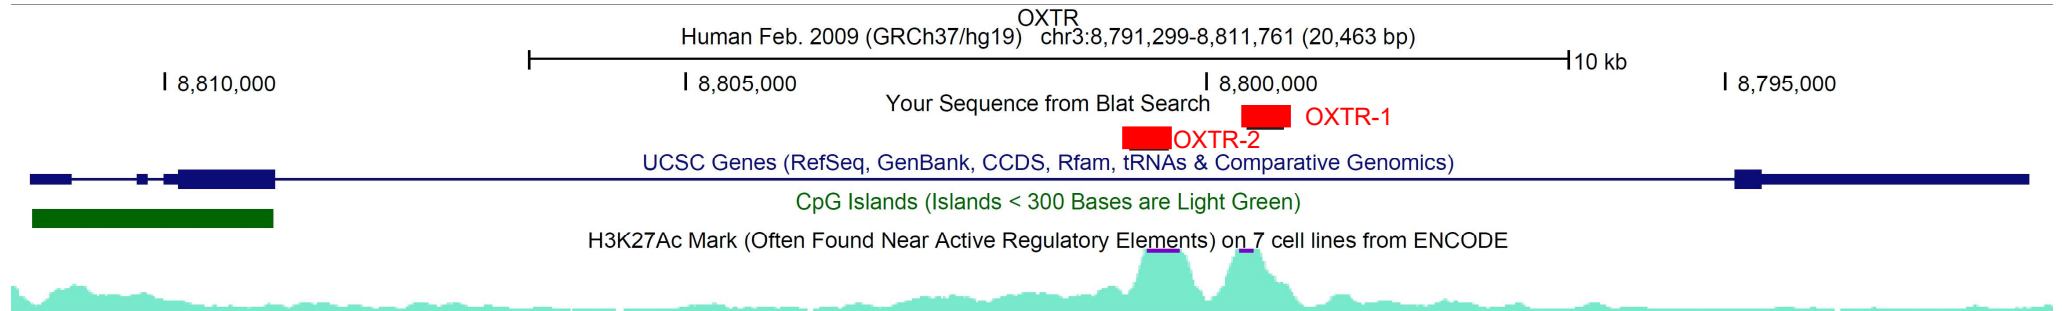 OXTR
Human Feb. 2009 (GRCh37/hg19) chr3:8,791,299-8,811,761 (20,463 bp)
10 kb
8,810,000 8,805,000 8,800,000 8,795,000
Your Sequence from Blat Search
OXTR-1
OXTR-2
UCSC Genes (RefSeq, GenBank, CCDS, Rfam, tRNAs & Comparative Genomics)
CpG Islands (Islands < 300 Bases are Light Green)
H3K27Ac Mark (Often Found Near Active Regulatory Elements) on 7 cell lines from ENCODE